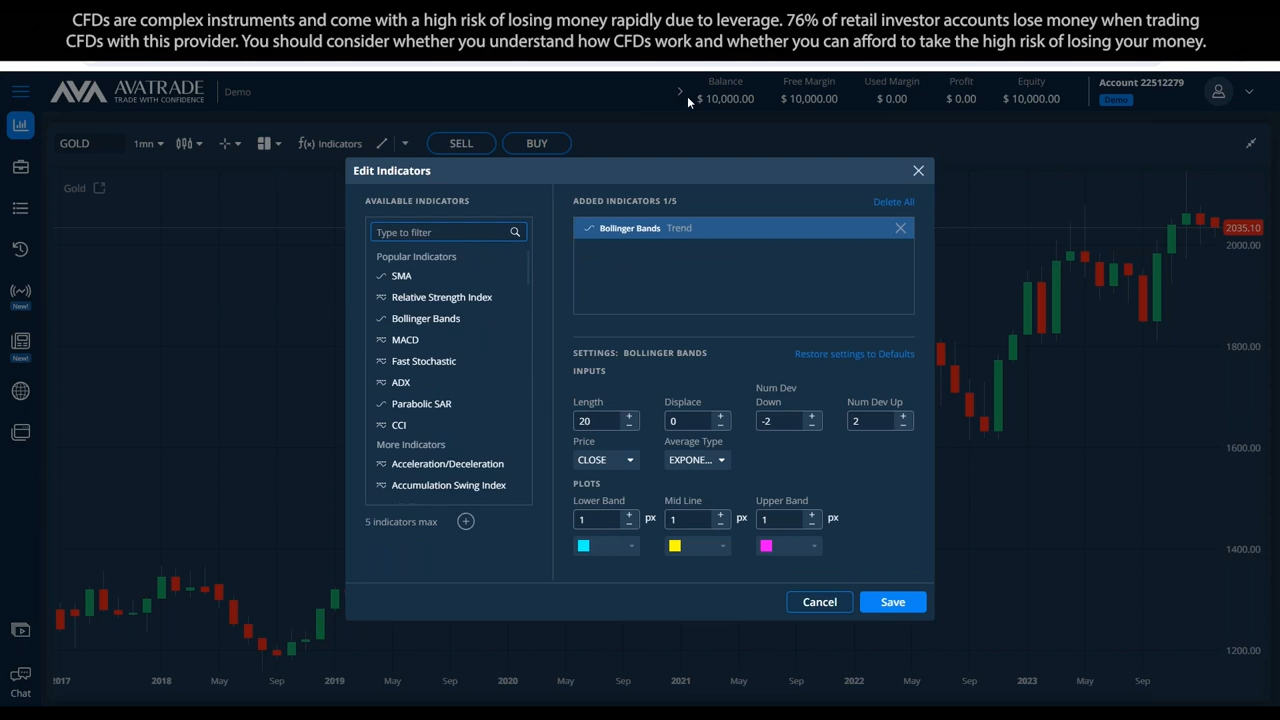 CFDs are complex instruments and come with a high risk of losing money rapidly due to leverage. 76% of retail investor accounts lose money when trading
CFDs with this provider. You should consider whether you understand how CFDs work and whether you can afford to take the high risk of losing your money.
AVATRADE
TRADE WITH CONFIDENCE
Demo
Balance
$ 10,000.00
Free Margin
$ 10,000.00
Used Margin
$ 0.00
Profit
$ 0.00
Equity
$ 10,000.00
Account 22512279
Demo
GOLD
1mn
f(x) Indicators
SELL
BUY
Gold
New!
New!
Chat
Edit Indicators
AVAILABLE INDICATORS
Type to filter
Popular Indicators
SMA
Relative Strength Index
Bollinger Bands
MACD
Fast Stochastic
ADX
Parabolic SAR
CCI
More Indicators
Acceleration/Deceleration
Accumulation Swing Index
5 indicators max
ADDED INDICATORS 1/5
Delete All
Bollinger Bands Trend
SETTINGS: BOLLINGER BANDS
Restore settings to Defaults
INPUTS
Length
20
Displace
0
Num Dev
Down
-2
Num Dev Up
2
Price
CLOSE
Average Type
EXPONE...
PLOTS
Lower Band
1 px
Mid Line
1 px
Upper Band
1 px
Cancel
Save
2035.10
2000.00
1800.00
1600.00
1400.00
1200.00
2017 2018 May Sep 2019 May Sep 2020 May Sep 2021 May Sep 2022 May Sep 2023 May Sep